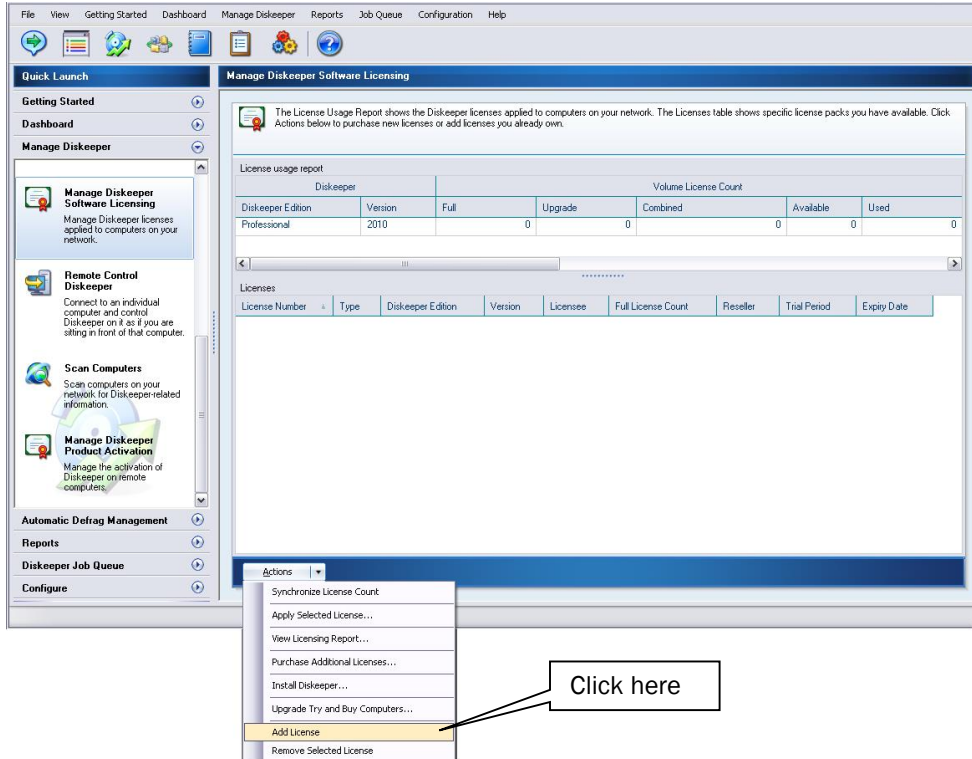 File View Getting Started Dashboard Manage Diskeeper Reports Job Queue Configuration Help
Quick Launch
Getting Started
Dashboard
Manage Diskeeper
Manage Diskeeper
Software Licensing
Manage Diskeeper licenses
applied to computers on your
network.
Remote Control
Diskeeper
Connect to an individual
computer and control
Diskeeper on it as if you are
sitting in front of that computer.
Scan Computers
Scan computers on your
network for Diskeeper-related
information.
Manage Diskeeper
Product Activation
Manage the activation of
Diskeeper on remote
computers.
Automatic Defrag Management
Reports
Diskeeper Job Queue
Configure
Manage Diskeeper Software Licensing
The License Usage Report shows the Diskeeper licenses applied to computers on your network. The Licenses table shows specific license packs you have available. Click
Actions below to purchase new licenses or add licenses you already own.
License usage report
Diskeeper Volume License Count
Diskeeper Edition Version Full Upgrade Combined Available Used
Professional 2010 0 0 0 0 0
Licenses
License Number Type Diskeeper Edition Version Licensee Full License Count Reseller Trial Period Expiry Date
Actions
Synchronize License Count
Apply Selected License...
View Licensing Report...
Purchase Additional Licenses...
Install Diskeeper...
Upgrade Try and Buy Computers...
Add License
Remove Selected License
Click here